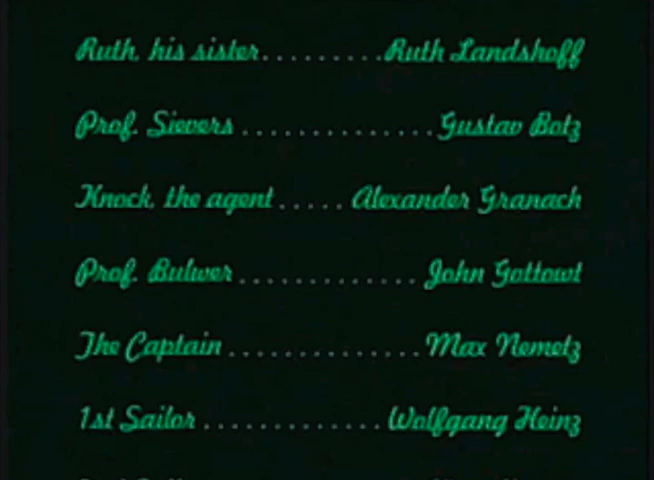 Ruth, his sister.........Ruth Landshoff
Prof. Sievers..............Gustav Botz
Knock, the agent.....Alexander Granach
Prof. Bulwer.............John Gottowt
The Captain..............Max Nemetz
1st Sailor.............Wolfgang Heinz